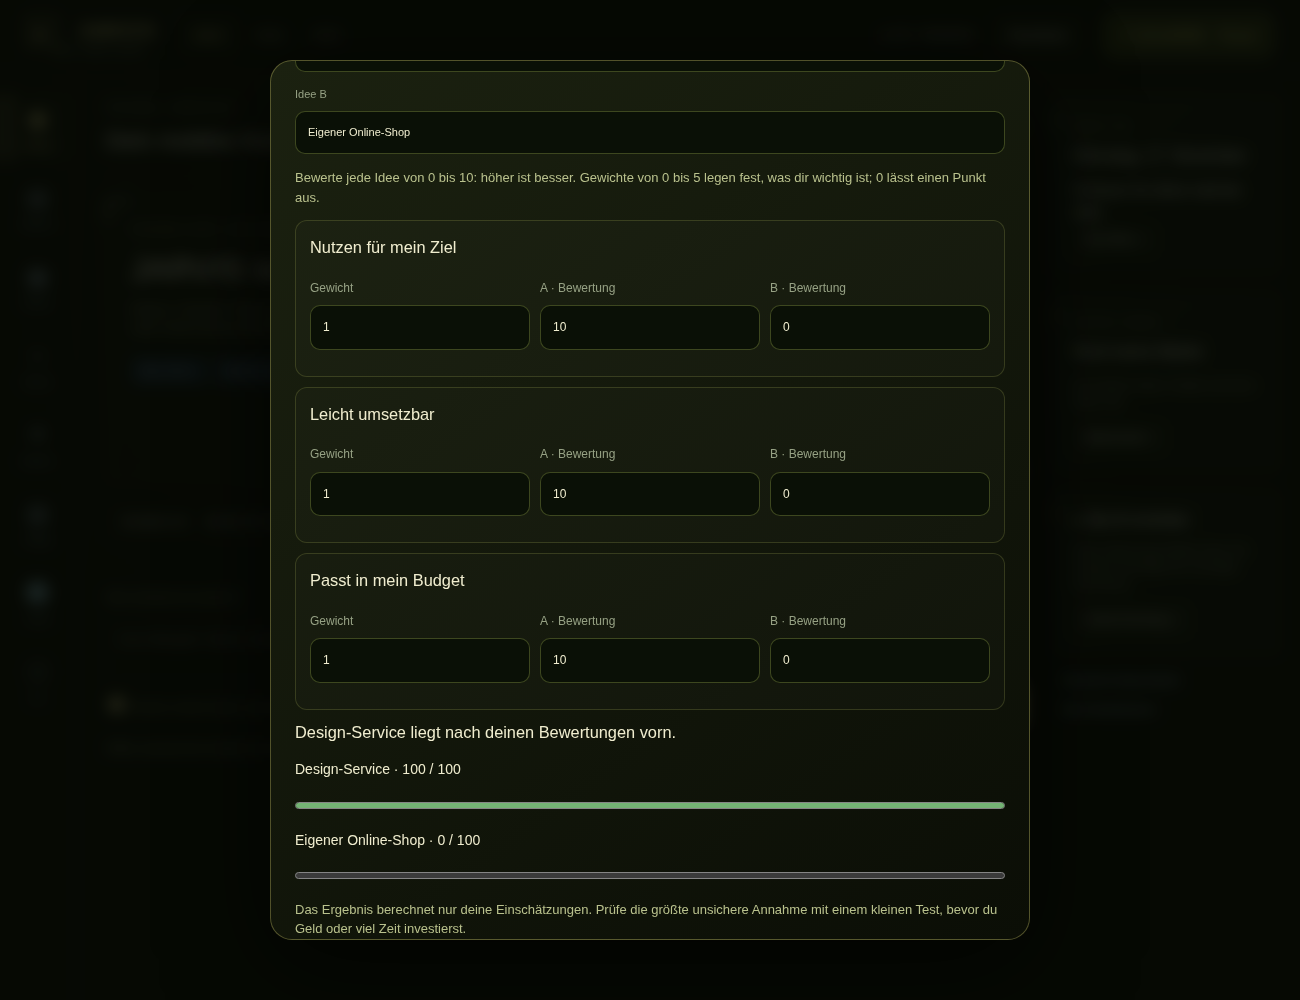 Idee B
Eigener Online-Shop
Bewerte jede Idee von 0 bis 10: höher ist besser. Gewichte von 0 bis 5 legen fest, was dir wichtig ist; 0 lässt einen Punkt
aus.
Nutzen für mein Ziel
Gewicht A · Bewertung B · Bewertung
1 10 0
Leicht umsetzbar
Gewicht A · Bewertung B · Bewertung
1 10 0
Passt in mein Budget
Gewicht A · Bewertung B · Bewertung
1 10 0
Design-Service liegt nach deinen Bewertungen vorn.
Design-Service · 100 / 100
Eigener Online-Shop · 0 / 100
Das Ergebnis berechnet nur deine Einschätzungen. Prüfe die größte unsichere Annahme mit einem kleinen Test, bevor du
Geld oder viel Zeit investierst.